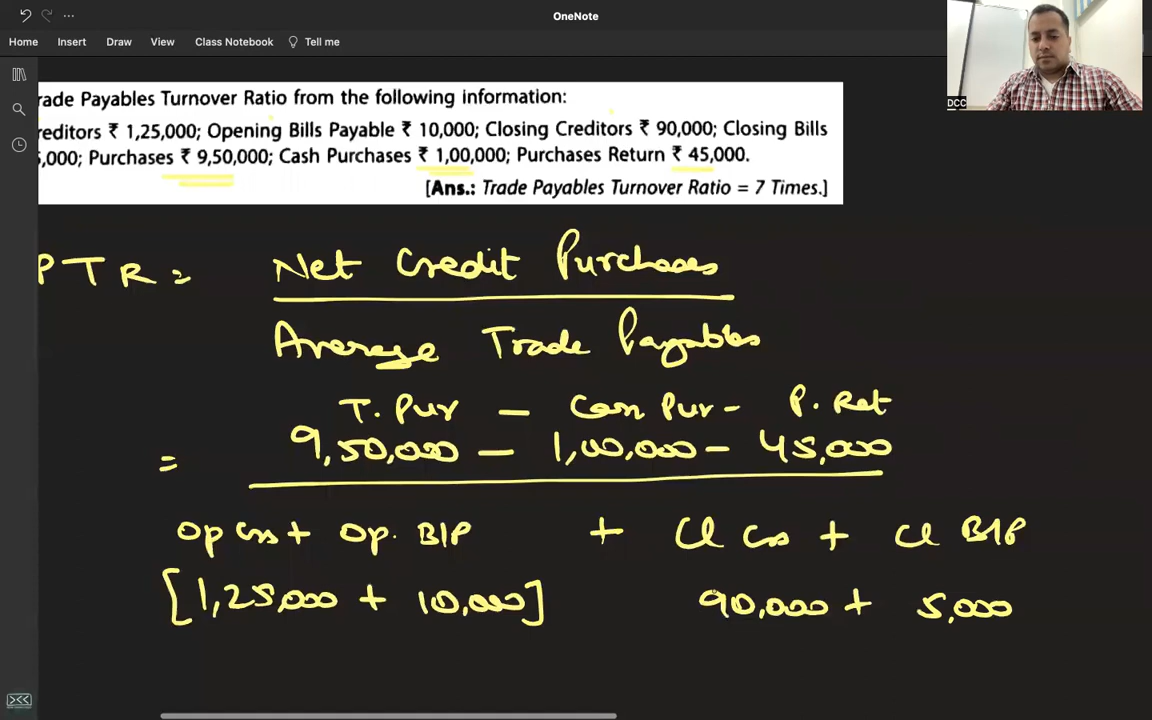 OneNote
Home Insert Draw View Class Notebook Tell me
DCC
rade Payables Turnover Ratio from the following information:
reditors ₹ 1,25,000; Opening Bills Payable ₹ 10,000; Closing Creditors ₹ 90,000; Closing Bills
5,000; Purchases ₹ 9,50,000; Cash Purchases ₹ 1,00,000; Purchases Return ₹ 45,000.
[Ans.: Trade Payables Turnover Ratio = 7 Times.]
PTR = Net Credit Purchases
Average Trade Payables
T. Pur — Cash Pur - P. Ret
= 9,50,000 — 1,00,000 — 45,000
Op Crs + Op. B/P + Cl Crs + Cl B/P
[1,25,000 + 10,000] 90,000 + 5,000